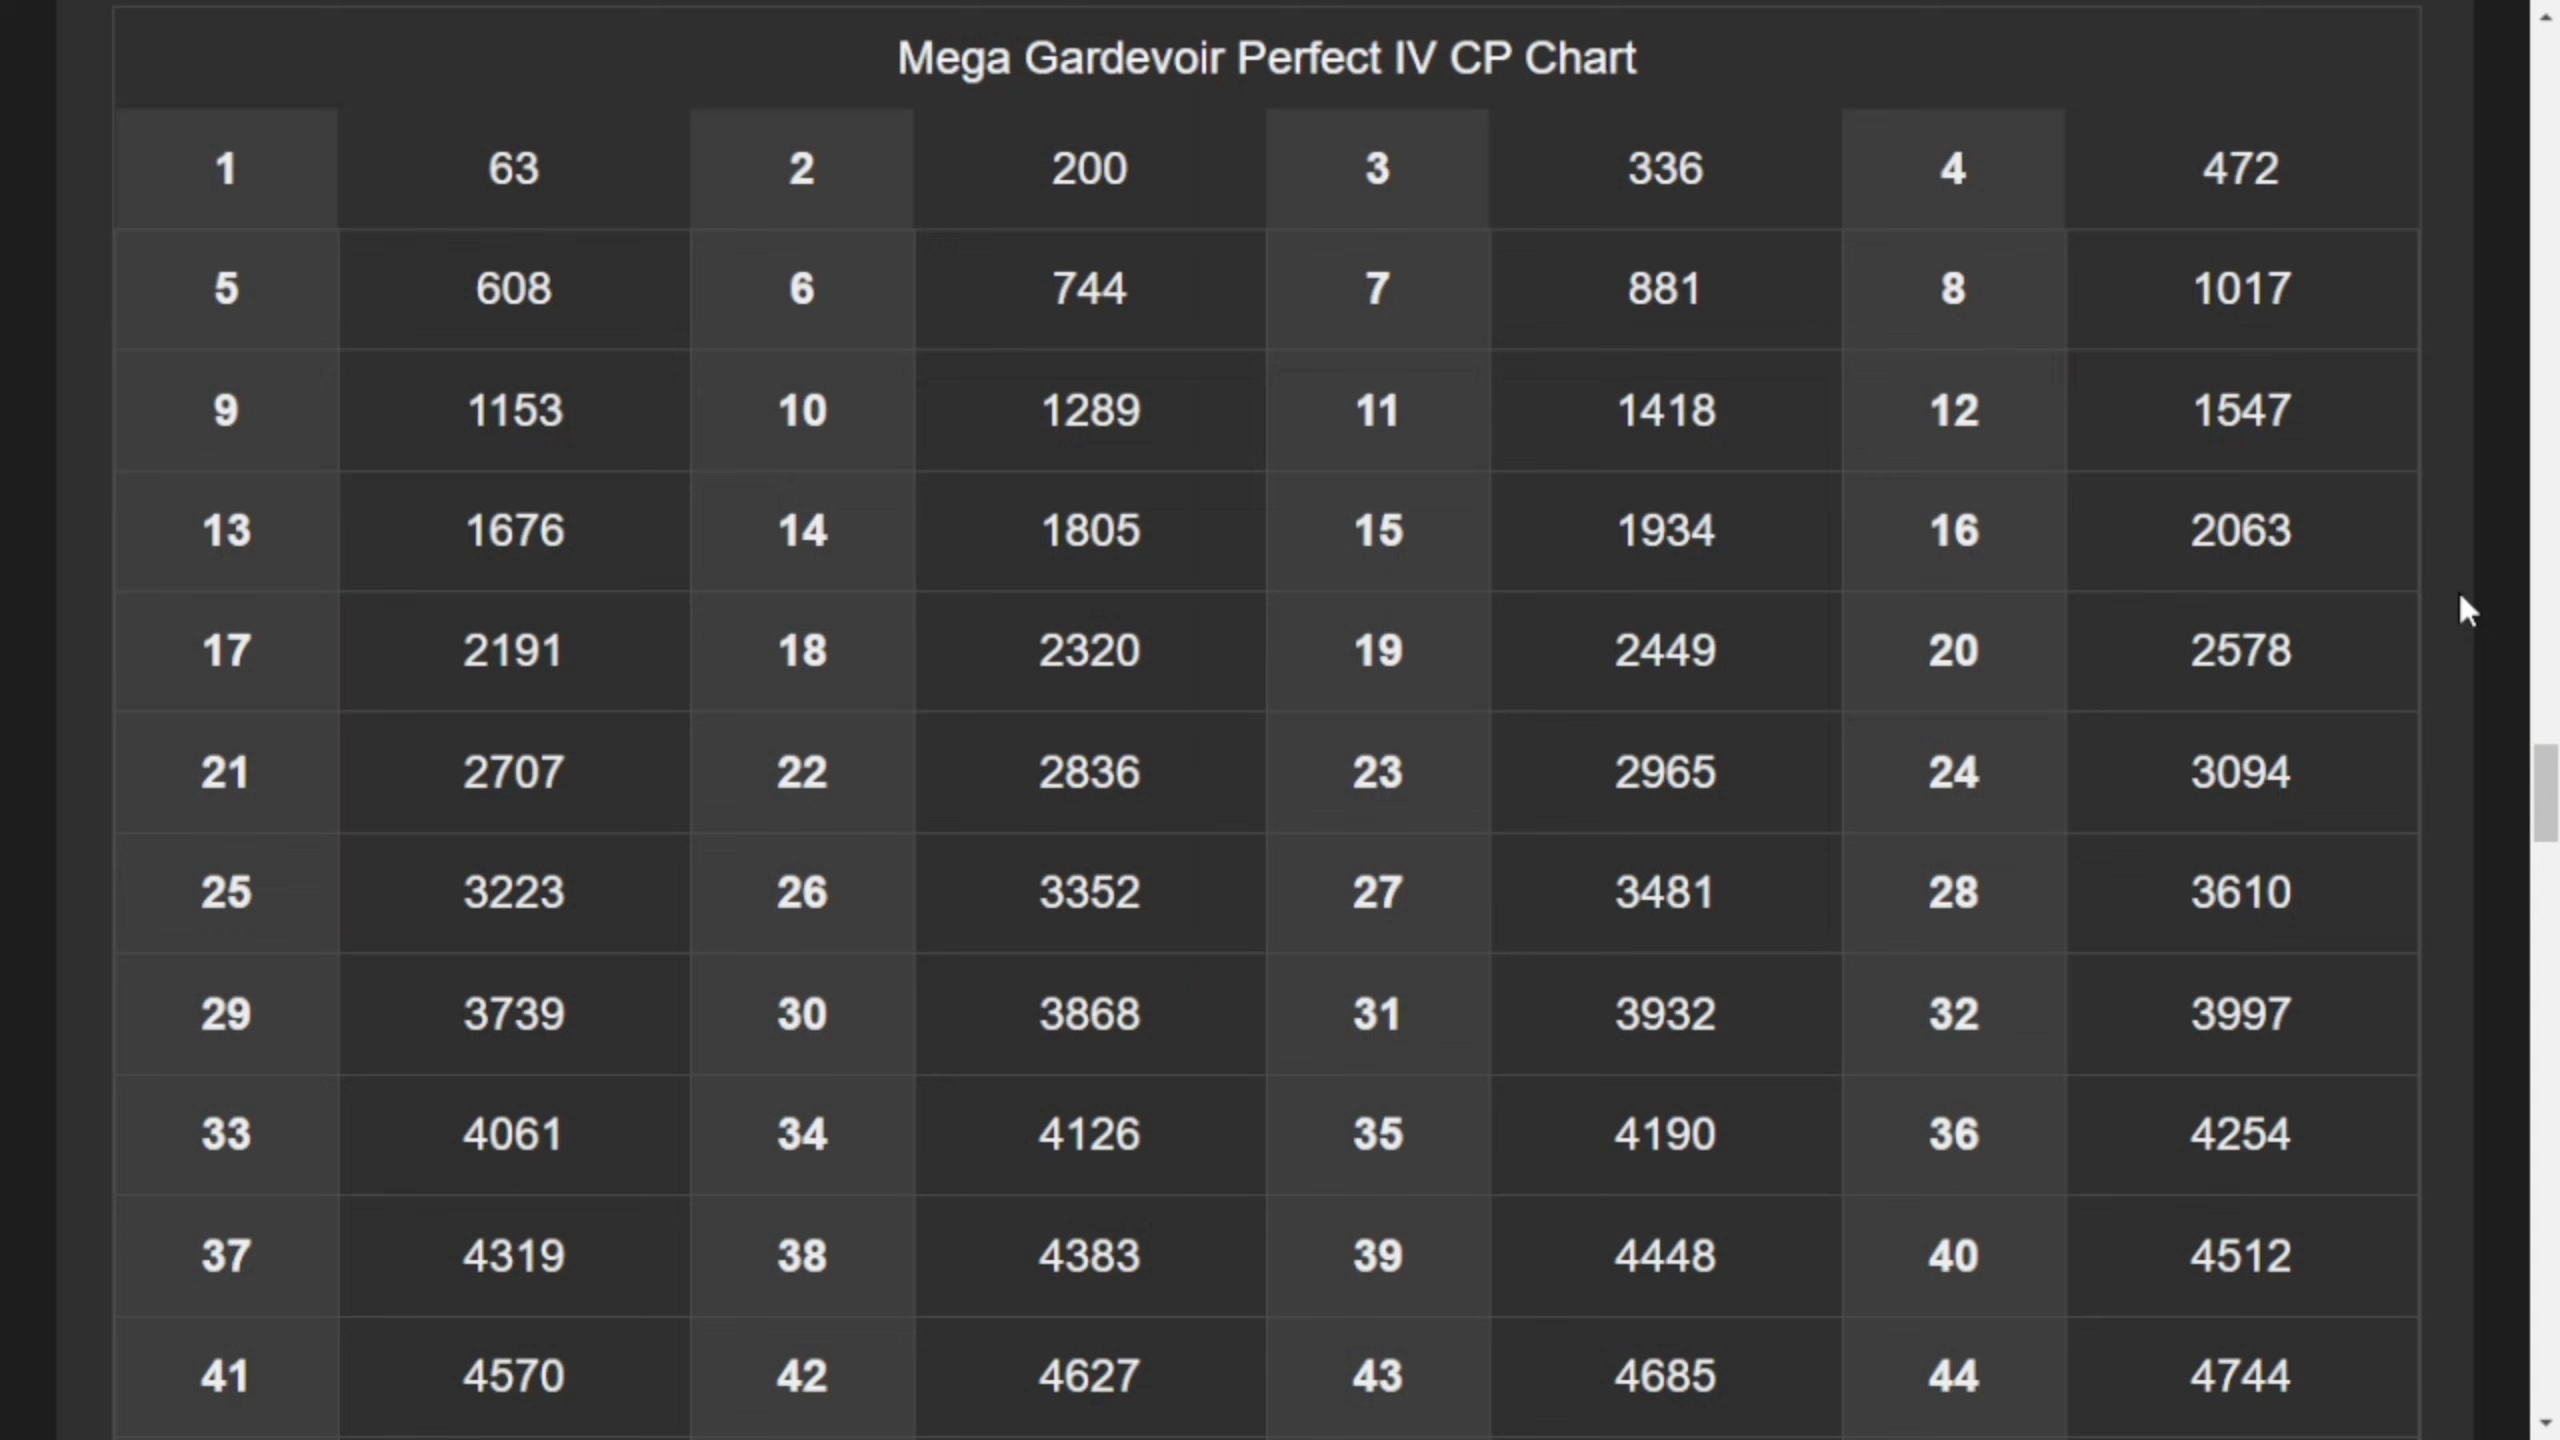 Mega Gardevoir Perfect IV CP Chart
1 63 2 200 3 336 4 472
5 608 6 744 7 881 8 1017
9 1153 10 1289 11 1418 12 1547
13 1676 14 1805 15 1934 16 2063
17 2191 18 2320 19 2449 20 2578
21 2707 22 2836 23 2965 24 3094
25 3223 26 3352 27 3481 28 3610
29 3739 30 3868 31 3932 32 3997
33 4061 34 4126 35 4190 36 4254
37 4319 38 4383 39 4448 40 4512
41 4570 42 4627 43 4685 44 4744